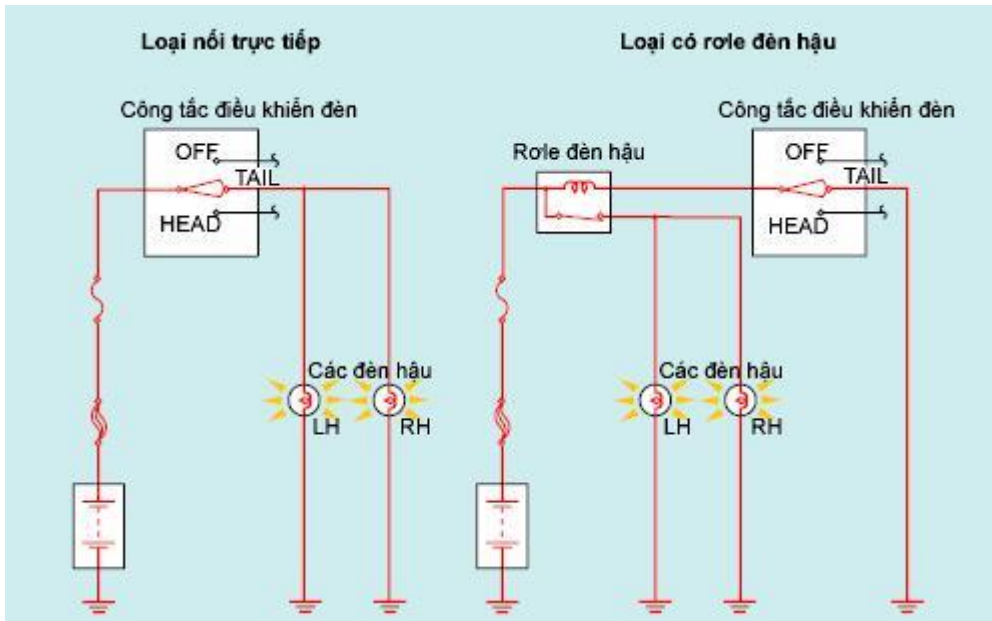 Loại nối trực tiếp
Công tắc điều khiển đèn
OFF
TAIL
HEAD
Các đèn hậu
LH
RH
Loại có rơle đèn hậu
Công tắc điều khiển đèn
Rơle đèn hậu
OFF
TAIL
HEAD
Các đèn hậu
LH
RH